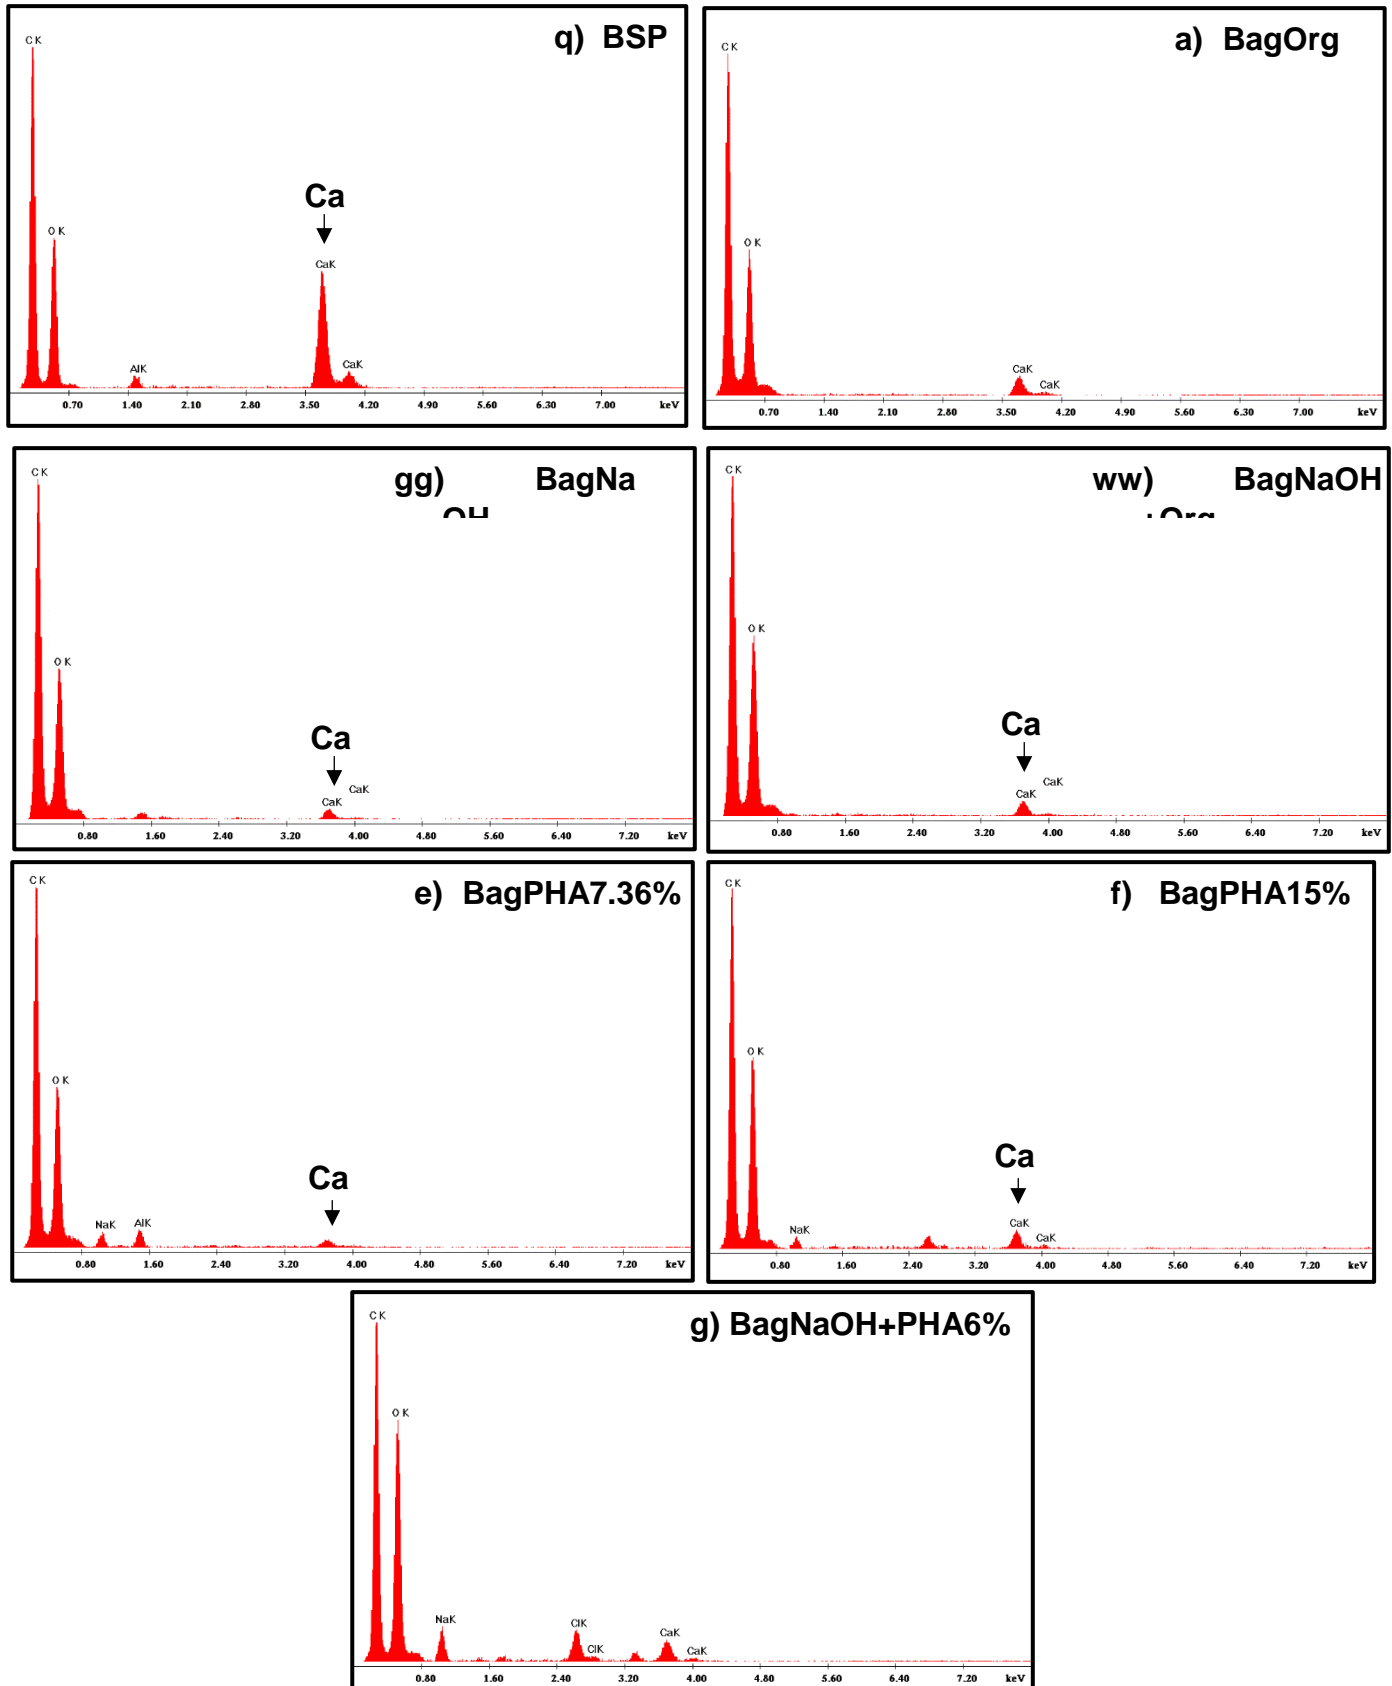 q) BSP
C K
O K
AlK
Ca
CaK
CaK
0.70 1.40 2.10 2.80 3.50 4.20 4.90 5.60 6.30 7.00 keV
a) BagOrg
C K
O K
CaK
CaK
0.70 1.40 2.10 2.80 3.50 4.20 4.90 5.60 6.30 7.00 keV
gg) BagNa
OH
C K
O K
Ca
CaK
CaK
0.80 1.60 2.40 3.20 4.00 4.80 5.60 6.40 7.20 keV
ww) BagNaOH
+Org
C K
O K
Ca
CaK
CaK
0.80 1.60 2.40 3.20 4.00 4.80 5.60 6.40 7.20 keV
e) BagPHA7.36%
C K
O K
NaK
AlK
Ca
0.80 1.60 2.40 3.20 4.00 4.80 5.60 6.40 7.20 keV
f) BagPHA15%
C K
O K
NaK
Ca
CaK
CaK
0.80 1.60 2.40 3.20 4.00 4.80 5.60 6.40 7.20 keV
g) BagNaOH+PHA6%
C K
O K
NaK
ClK
ClK
CaK
CaK
0.80 1.60 2.40 3.20 4.00 4.80 5.60 6.40 7.20 keV